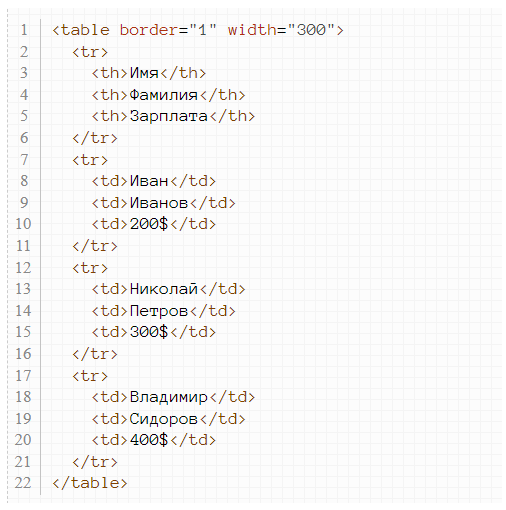 1 <table border="1" width="300">
2 <tr>
3 <th>Имя</th>
4 <th>Фамилия</th>
5 <th>Зарплата</th>
6 </tr>
7 <tr>
8 <td>Иван</td>
9 <td>Иванов</td>
10 <td>200$</td>
11 </tr>
12 <tr>
13 <td>Николай</td>
14 <td>Петров</td>
15 <td>300$</td>
16 </tr>
17 <tr>
18 <td>Владимир</td>
19 <td>Сидоров</td>
20 <td>400$</td>
21 </tr>
22 </table>